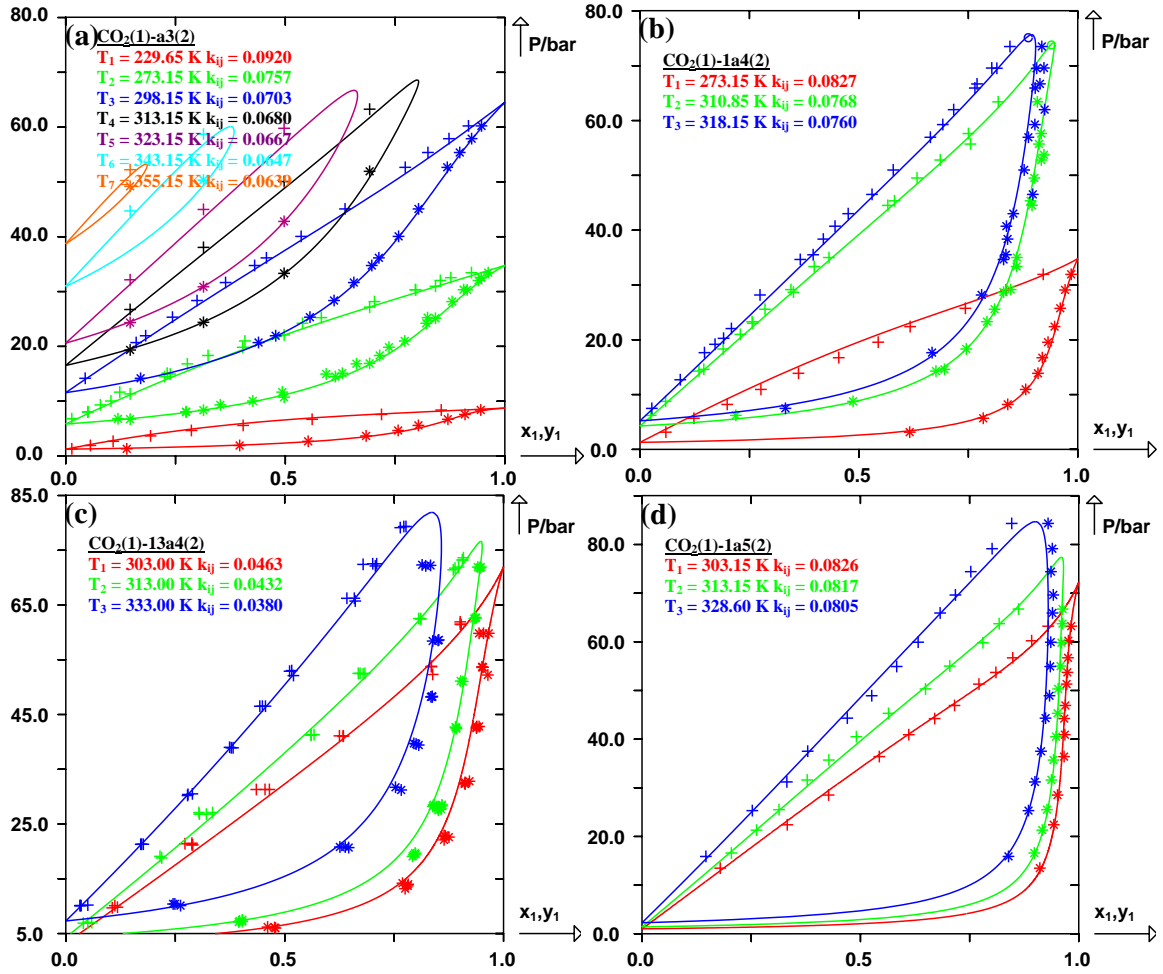 (a)
CO2(1)-a3(2)
T1 = 229.65 K kij = 0.0920
T2 = 273.15 K kij = 0.0757
T3 = 298.15 K kij = 0.0703
T4 = 313.15 K kij = 0.0680
T5 = 323.15 K kij = 0.0667
T6 = 343.15 K kij = 0.0647
T7 = 355.15 K kij = 0.0639
P/bar
80.0
60.0
40.0
20.0
0.0
0.0
0.5
1.0
x1,y1
(b)
CO2(1)-1a4(2)
T1 = 273.15 K kij = 0.0827
T2 = 310.85 K kij = 0.0768
T3 = 318.15 K kij = 0.0760
P/bar
80.0
60.0
40.0
20.0
0.0
0.0
0.5
1.0
x1,y1
(c)
CO2(1)-13a4(2)
T1 = 303.00 K kij = 0.0463
T2 = 313.00 K kij = 0.0432
T3 = 333.00 K kij = 0.0380
P/bar
85.0
65.0
45.0
25.0
5.0
0.0
0.5
1.0
x1,y1
(d)
CO2(1)-1a5(2)
T1 = 303.15 K kij = 0.0826
T2 = 313.15 K kij = 0.0817
T3 = 328.60 K kij = 0.0805
P/bar
80.0
60.0
40.0
20.0
0.0
0.0
0.5
1.0
x1,y1